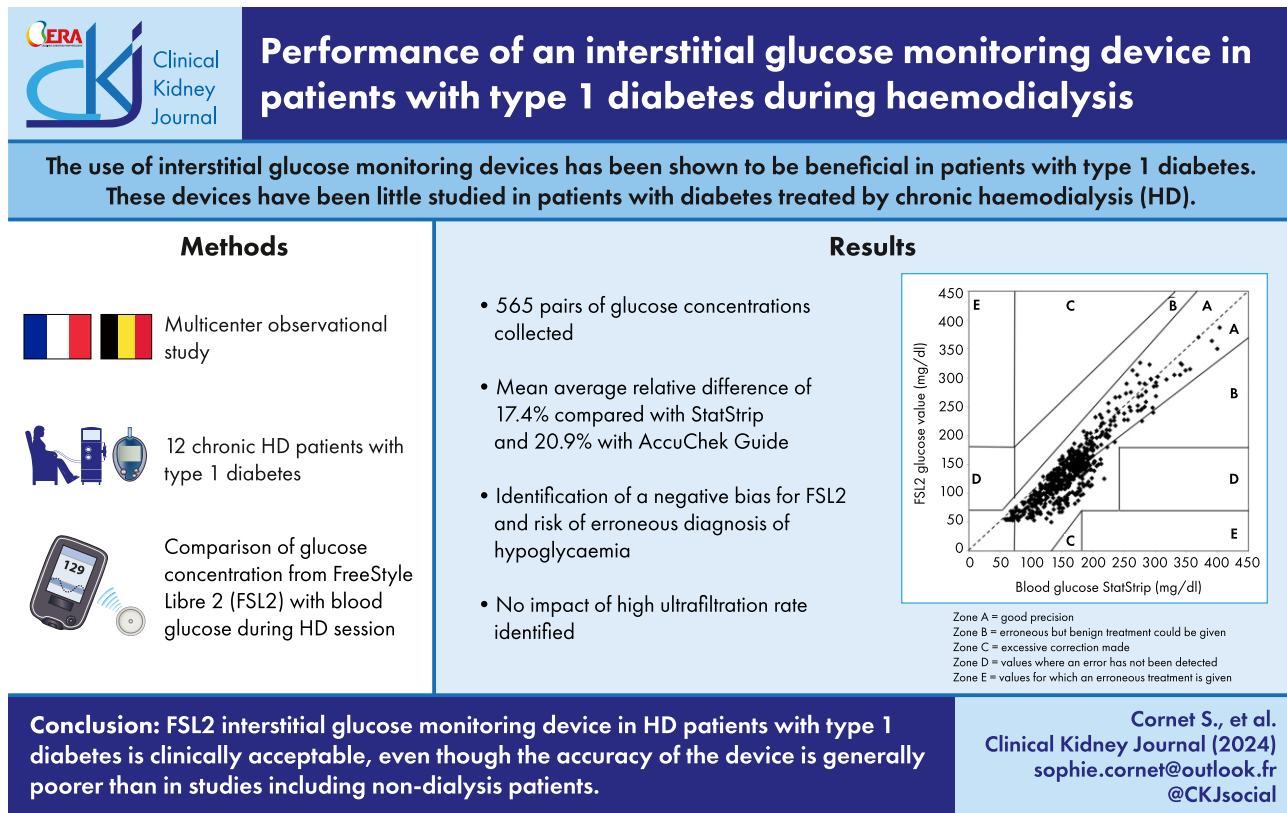 ERA
CKJ
Clinical
Kidney
Journal
Performance of an interstitial glucose monitoring device in
patients with type 1 diabetes during haemodialysis
The use of interstitial glucose monitoring devices has been shown to be beneficial in patients with type 1 diabetes.
These devices have been little studied in patients with diabetes treated by chronic haemodialysis (HD).
Methods
Multicenter observational
study
12 chronic HD patients with
type 1 diabetes
129
Comparison of glucose
concentration from FreeStyle
Libre 2 (FSL2) with blood
glucose during HD session
Results
• 565 pairs of glucose concentrations
collected
• Mean average relative difference of
17.4% compared with StatStrip
and 20.9% with AccuChek Guide
• Identification of a negative bias for FSL2
and risk of erroneous diagnosis of
hypoglycaemia
• No impact of high ultrafiltration rate
identified
FSL2 glucose value (mg/dl)
450
400
350
300
250
200
150
100
50
0
E C B A
A
B
D D
C E
0 50 100 150 200 250 300 350 400 450
Blood glucose StatStrip (mg/dl)
Zone A = good precision
Zone B = erroneous but benign treatment could be given
Zone C = excessive correction made
Zone D = values where an error has not been detected
Zone E = values for which an erroneous treatment is given
Conclusion: FSL2 interstitial glucose monitoring device in HD patients with type 1
diabetes is clinically acceptable, even though the accuracy of the device is generally
poorer than in studies including non-dialysis patients.
Cornet S., et al.
Clinical Kidney Journal (2024)
sophie.cornet@outlook.fr
@CKJsocial